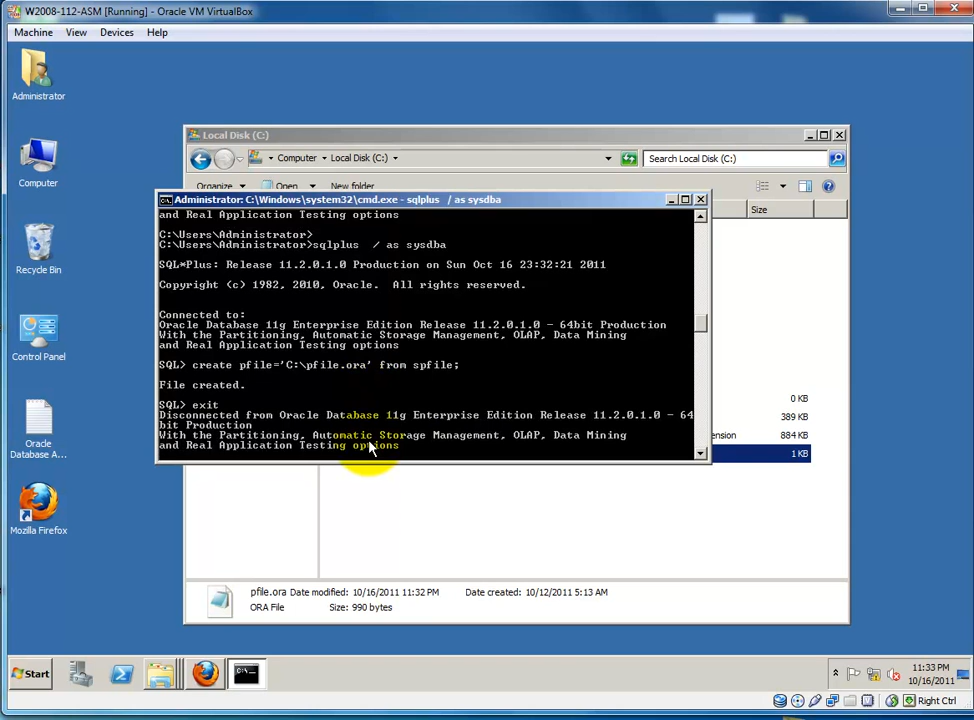 W2008-112-ASM [Running] - Oracle VM VirtualBox
Machine View Devices Help
Administrator
Computer
Recycle Bin
Control Panel
Oracle
Database A...
Mozilla Firefox
Local Disk (C:)
Computer Local Disk (C:)
Search Local Disk (C:)
Organize Open New folder
Size
Administrator: C:\Windows\system32\cmd.exe - sqlplus / as sysdba
and Real Application Testing options
C:\Users\Administrator>
C:\Users\Administrator>sqlplus / as sysdba
SQL*Plus: Release 11.2.0.1.0 Production on Sun Oct 16 23:32:21 2011
Copyright (c) 1982, 2010, Oracle. All rights reserved.
Connected to:
Oracle Database 11g Enterprise Edition Release 11.2.0.1.0 - 64bit Production
With the Partitioning, Automatic Storage Management, OLAP, Data Mining
and Real Application Testing options
SQL> create pfile='C:\pfile.ora' from spfile;
File created.
SQL> exit
Disconnected from Oracle Database 11g Enterprise Edition Release 11.2.0.1.0 - 64
bit Production
With the Partitioning, Automatic Storage Management, OLAP, Data Mining
and Real Application Testing options
0 KB
389 KB
ension 884 KB
1 KB
pfile.ora Date modified: 10/16/2011 11:32 PM Date created: 10/12/2011 5:13 AM
ORA File Size: 990 bytes
Start
11:33 PM
10/16/2011
Right Ctrl